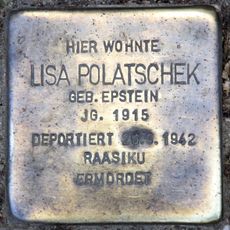 HIER WOHNTE
LISA POLATSCHEK
GEB. EPSTEIN
JG. 1915
DEPORTIERT 1942
RAASIKU
ERMORDET